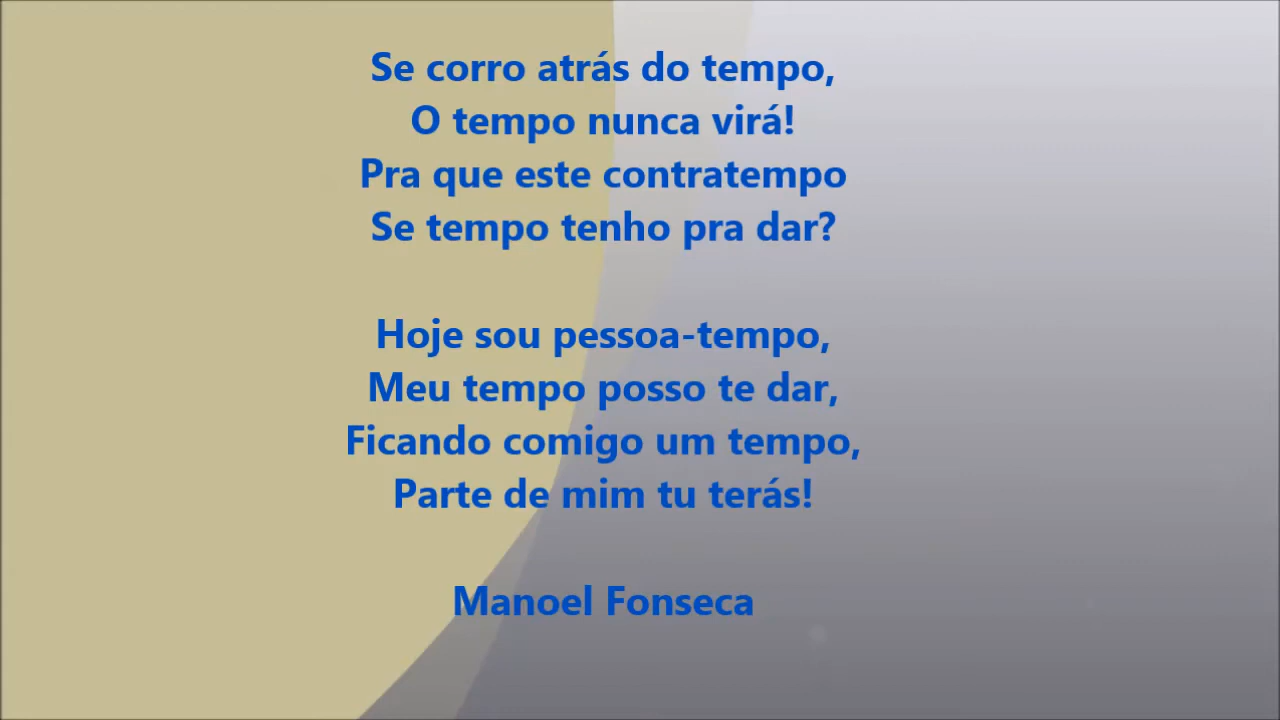 Se corro atrás do tempo,
O tempo nunca virá!
Pra que este contratempo
Se tempo tenho pra dar?
Hoje sou pessoa-tempo,
Meu tempo posso te dar,
Ficando comigo um tempo,
Parte de mim tu terás!
Manoel Fonseca